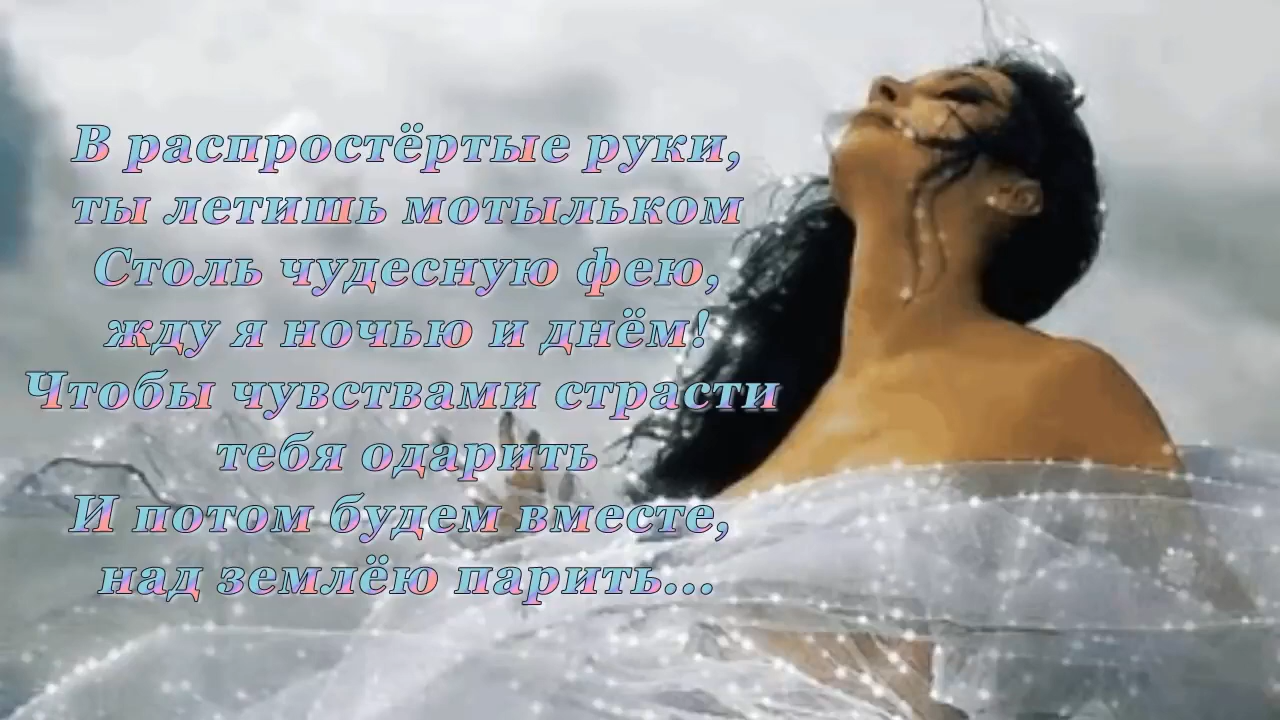 В распростёртые руки,
ты летишь мотыльком
Столь чудесную фею,
жду я ночью и днём!
Чтобы чувствами страсти
тебя одарить
И потом будем вместе,
над землёю парить...